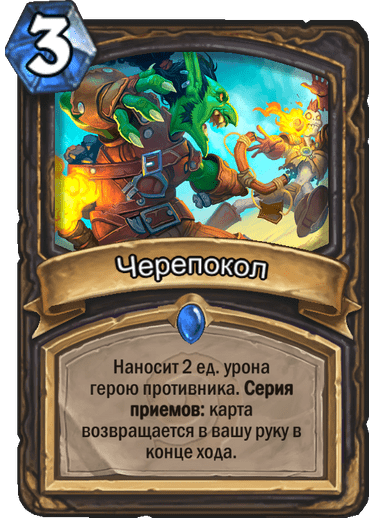 3
Черепокол
Наносит 2 ед. урона
герою противника. Серия
приемов: карта
возвращается в вашу руку в
конце хода.